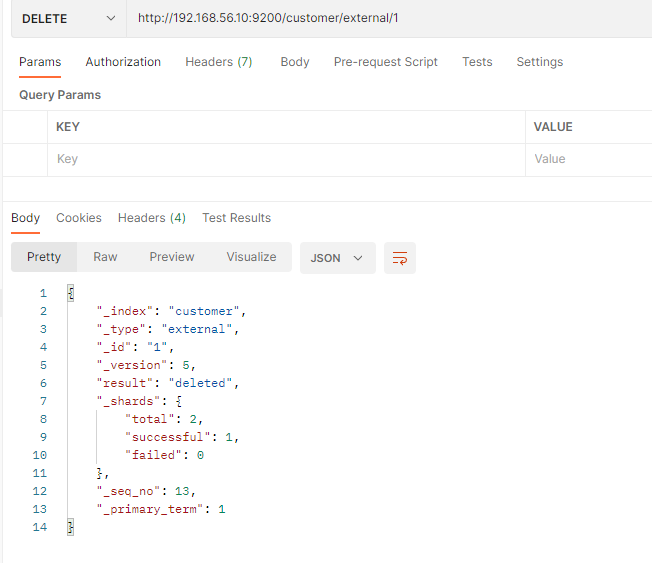 DELETE http://192.168.56.10:9200/customer/external/1
Params Authorization Headers (7) Body Pre-request Script Tests Settings
Query Params
KEY VALUE
Key Value
Body Cookies Headers (4) Test Results
Pretty Raw Preview Visualize JSON
1 {
2 "_index": "customer",
3 "_type": "external",
4 "_id": "1",
5 "_version": 5,
6 "result": "deleted",
7 "_shards": {
8 "total": 2,
9 "successful": 1,
10 "failed": 0
11 },
12 "_seq_no": 13,
13 "_primary_term": 1
14 }